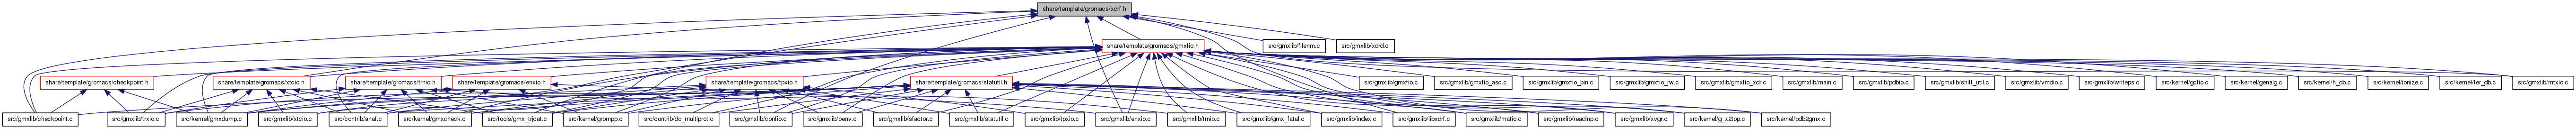 share/template/gromacs/xdrf.h
share/template/gromacs/gmxfio.h
src/gmxlib/filenm.c
src/gmxlib/xdrd.c
share/template/gromacs/checkpoint.h
share/template/gromacs/xtcio.h
share/template/gromacs/trnio.h
share/template/gromacs/enxio.h
share/template/gromacs/tpxio.h
share/template/gromacs/statutil.h
src/gmxlib/gmxfio.c
src/gmxlib/gmxfio_asc.c
src/gmxlib/gmxfio_bin.c
src/gmxlib/gmxfio_rw.c
src/gmxlib/gmxfio_xdr.c
src/gmxlib/main.c
src/gmxlib/pdbio.c
src/gmxlib/shift_util.c
src/gmxlib/vmdio.c
src/gmxlib/writeps.c
src/kernel/gctio.c
src/kernel/genalg.c
src/kernel/h_db.c
src/kernel/ionize.c
src/kernel/ter_db.c
src/gmxlib/mtxio.c
src/gmxlib/checkpoint.c
src/gmxlib/trxio.c
src/kernel/gmxdump.c
src/gmxlib/xtcio.c
src/contrib/anaf.c
src/kernel/gmxcheck.c
src/tools/gmx_trjcat.c
src/kernel/grompp.c
src/contrib/do_multiprot.c
src/gmxlib/confio.c
src/gmxlib/oenv.c
src/gmxlib/sfactor.c
src/gmxlib/statutil.c
src/gmxlib/tpxio.c
src/gmxlib/enxio.c
src/gmxlib/trnio.c
src/gmxlib/gmx_fatal.c
src/gmxlib/index.c
src/gmxlib/libxdrf.c
src/gmxlib/matio.c
src/gmxlib/readinp.c
src/gmxlib/xvgr.c
src/kernel/g_x2top.c
src/kernel/pdb2gmx.c